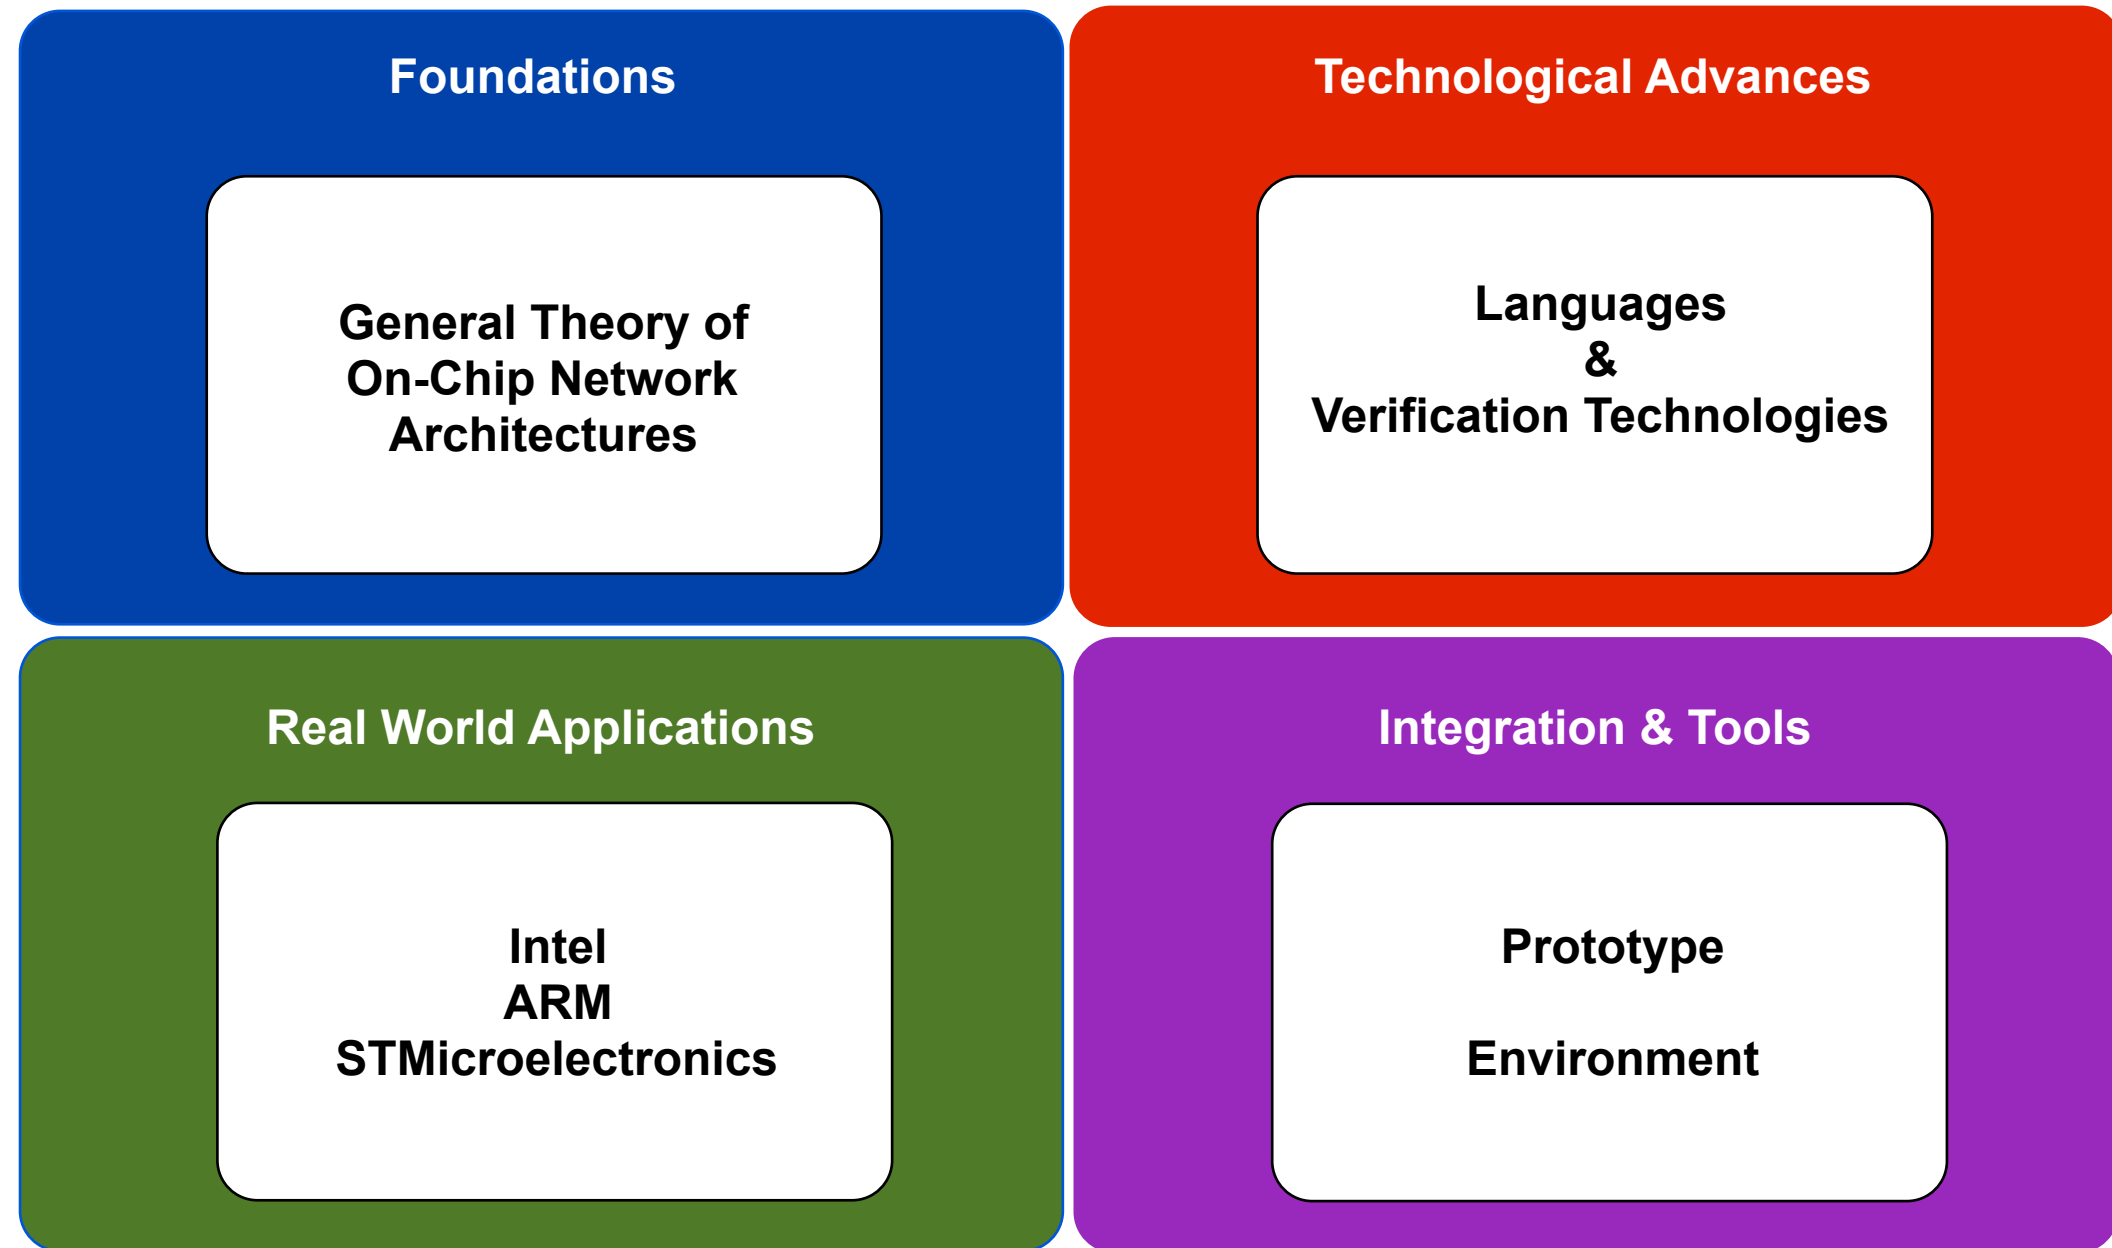 Foundations
General Theory of
On-Chip Network
Architectures
Technological Advances
Languages
&
Verification Technologies
Real World Applications
Intel
ARM
STMicroelectronics
Integration & Tools
Prototype
Environment